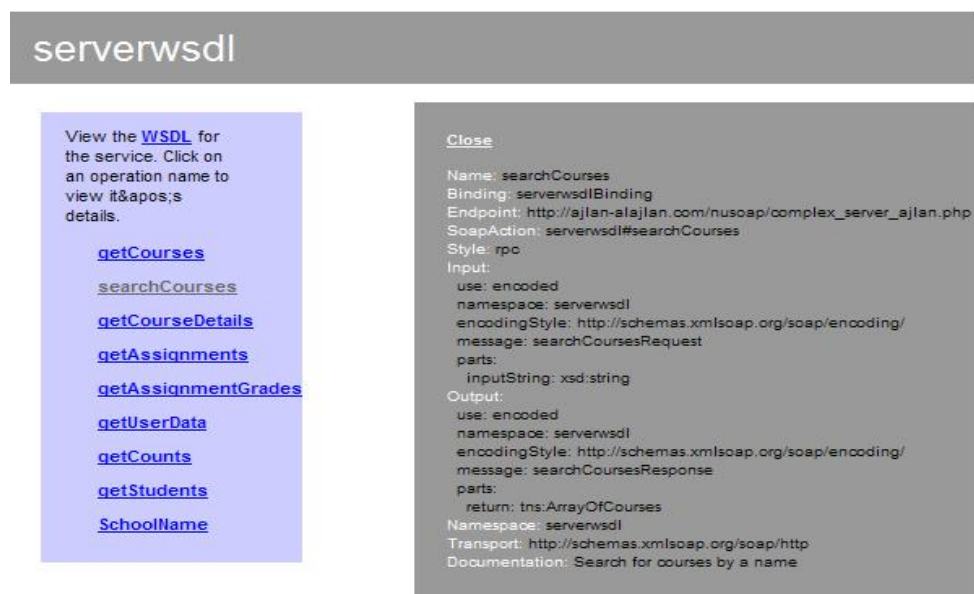 serverwsdl
View the WSDL for
the service. Click on
an operation name to
view it&apos;s
details.
getCourses
searchCourses
getCourseDetails
getAssignments
getAssignmentGrades
getUserData
getCounts
getStudents
SchoolName
Close
Name: searchCourses
Binding: serverwsdlBinding
Endpoint: http://ajlan-alajlan.com/nusoap/complex_server_ajlan.php
SoapAction: serverwsdl#searchCourses
Style: rpc
Input:
use: encoded
namespace: serverwsdl
encodingStyle: http://schemas.xmlsoap.org/soap/encoding/
message: searchCoursesRequest
parts:
inputString: xsd:string
Output:
use: encoded
namespace: serverwsdl
encodingStyle: http://schemas.xmlsoap.org/soap/encoding/
message: searchCoursesResponse
parts:
return: tns:ArrayOfCourses
Namespace: serverwsdl
Transport: http://schemas.xmlsoap.org/soap/http
Documentation: Search for courses by a name